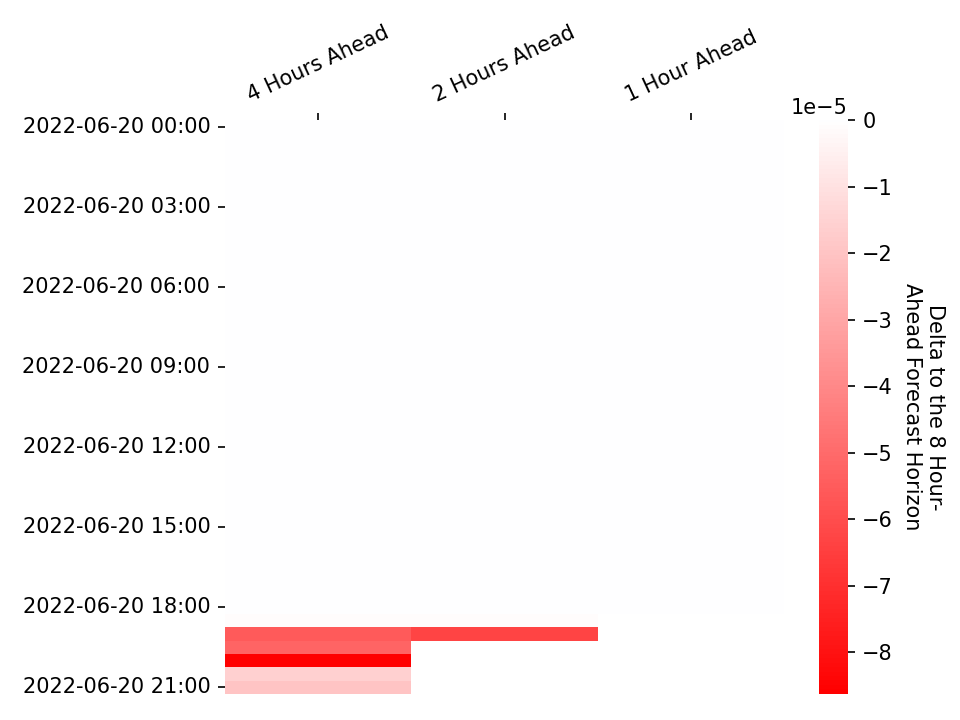 4 Hours Ahead
2 Hours Ahead
1 Hour Ahead
1e−5
2022-06-20 00:00
2022-06-20 03:00
2022-06-20 06:00
2022-06-20 09:00
2022-06-20 12:00
2022-06-20 15:00
2022-06-20 18:00
2022-06-20 21:00
0
−1
−2
−3
−4
−5
−6
−7
−8
Delta to the 8 Hour-
Ahead Forecast Horizon